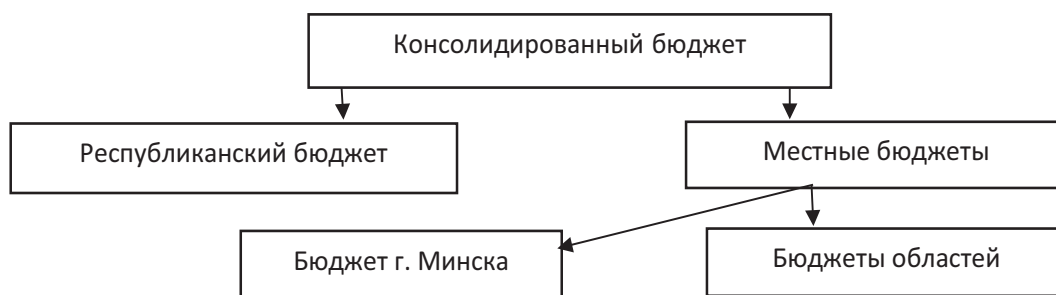 Консолидированный бюджет
Республиканский бюджет
Местные бюджеты
Бюджет г. Минска
Бюджеты областей